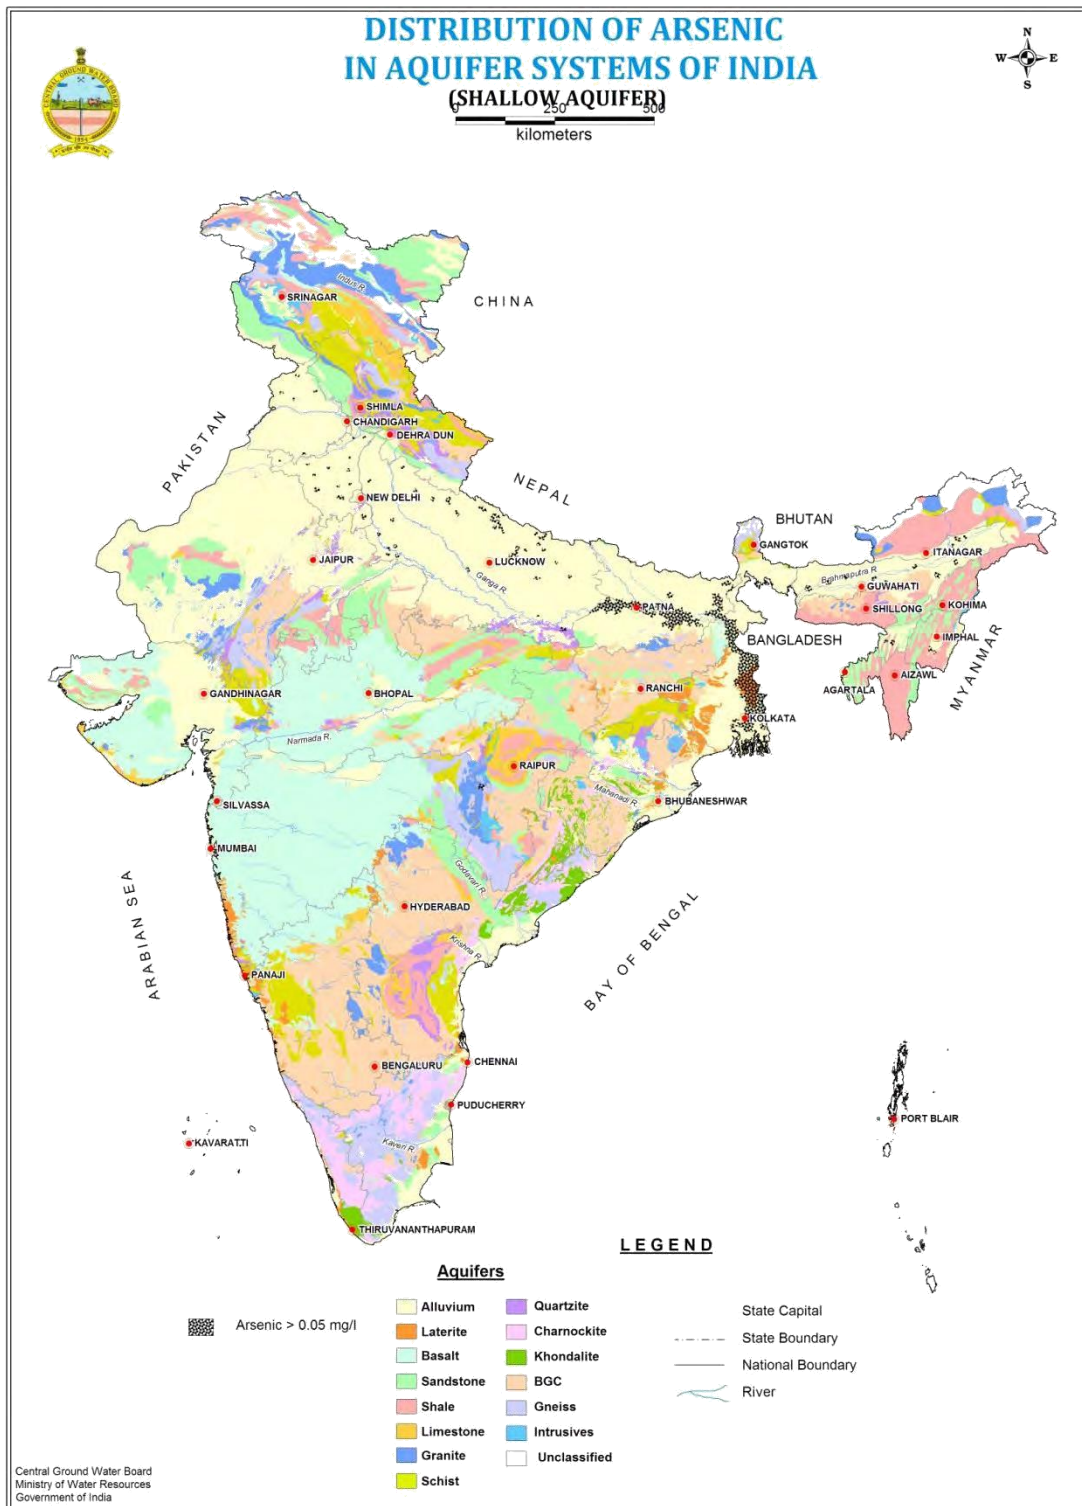 DISTRIBUTION OF ARSENIC
IN AQUIFER SYSTEMS OF INDIA
(SHALLOW AQUIFER)
0 250 500
kilometers
N
W E
S
CENTRAL GROUND WATER BOARD
CHINA
Indus R.
SRINAGAR
SHIMLA
CHANDIGARH
DEHRA DUN
PAKISTAN
NEPAL
NEW DELHI
BHUTAN
GANGTOK
ITANAGAR
JAIPUR
LUCKNOW
Ganga R.
Brahmaputra R.
GUWAHATI
PATNA
SHILLONG
KOHIMA
BANGLADESH
IMPHAL
AIZAWL
AGARTALA
MYANMAR
GANDHINAGAR
BHOPAL
RANCHI
KOLKATA
Narmada R.
RAIPUR
Mahanadi R.
BHUBANESHWAR
SILVASSA
MUMBAI
Godavari R.
HYDERABAD
ARABIAN SEA
Krishna R.
BAY OF BENGAL
PANAJI
BENGALURU
CHENNAI
PUDUCHERRY
PORT BLAIR
KAVARATTI
Kaveri R.
THIRUVANANTHAPURAM
LEGEND
Aquifers
Arsenic > 0.05 mg/l
Alluvium
Laterite
Basalt
Sandstone
Shale
Limestone
Granite
Schist
Quartzite
Charnockite
Khondalite
BGC
Gneiss
Intrusives
Unclassified
State Capital
State Boundary
National Boundary
River
Central Ground Water Board
Ministry of Water Resources
Government of India